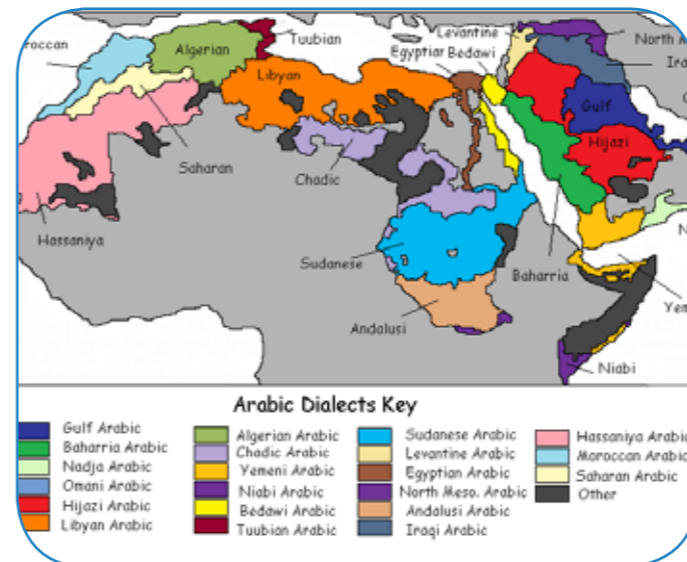 Levantine
North M
roccan
Algerian
Tuubian
Egyptiar
Bedawi
Ira
Libyan
Gulf
Saharan
Hijazi
Chadic
Hassaniya
N
Sudanese
Baharria
Yem
Andalusi
Niabi
Arabic Dialects Key
Gulf Arabic
Baharria Arabic
Nadja Arabic
Omani Arabic
Hijazi Arabic
Libyan Arabic
Algerian Arabic
Chadic Arabic
Yemeni Arabic
Niabi Arabic
Bedawi Arabic
Tuubian Arabic
Sudanese Arabic
Levantine Arabic
Egyptian Arabic
North Meso. Arabic
Andalusi Arabic
Iraqi Arabic
Hassaniya Arabic
Moroccan Arabic
Saharan Arabic
Other